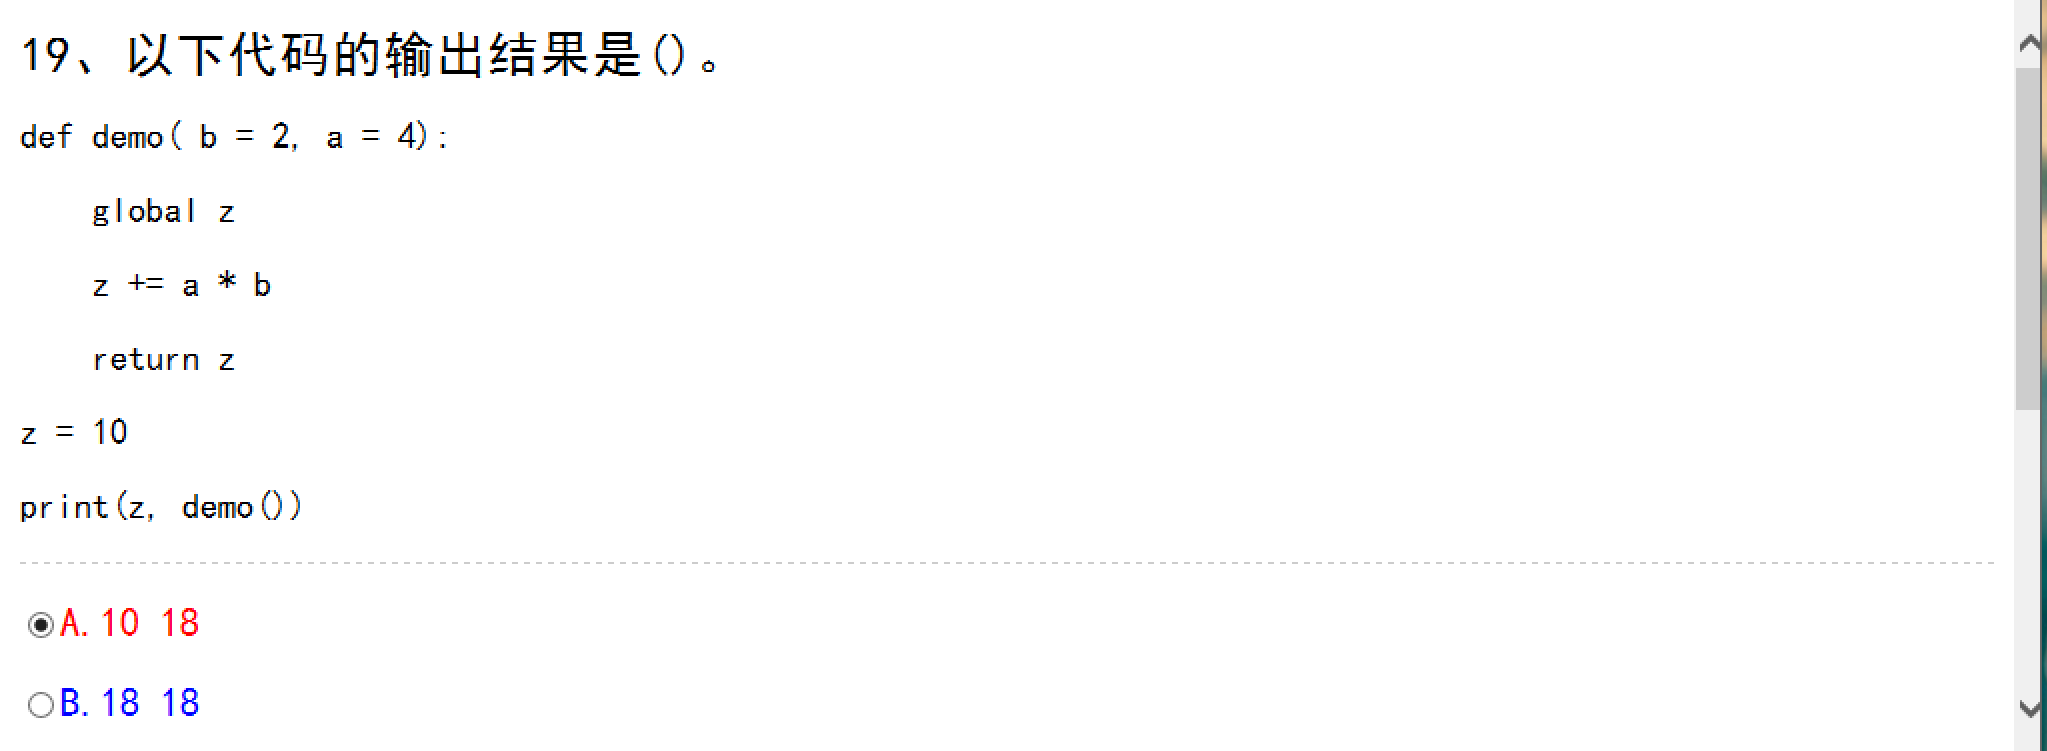 19、以下代码的输出结果是()。
def demo( b = 2, a = 4):
    global z
    z += a * b
    return z
z = 10
print(z, demo())
A. 10 18
B. 18 18